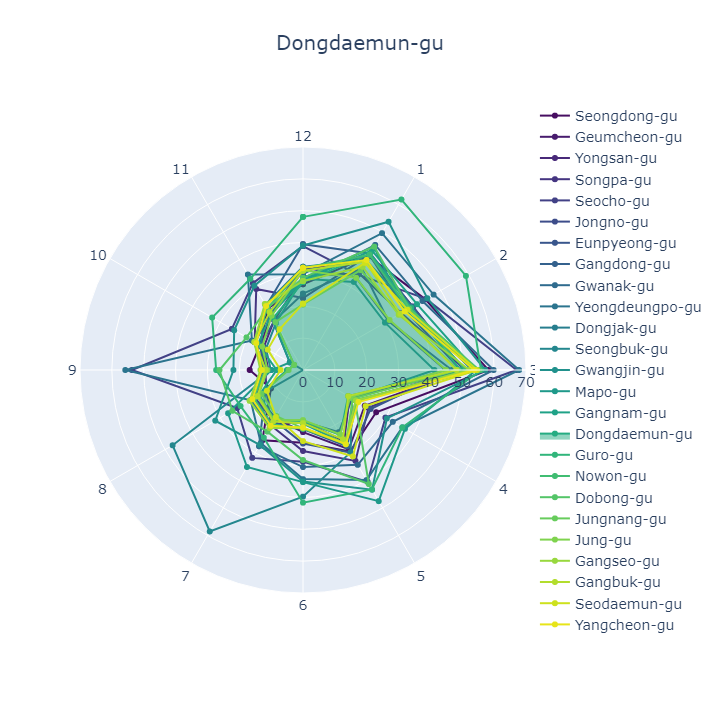 Dongdaemun-gu
12
11
1
10
2
9
0 10 20 30 40 50 60 70
3
8
4
7
5
6
Seongdong-gu
Geumcheon-gu
Yongsan-gu
Songpa-gu
Seocho-gu
Jongno-gu
Eunpyeong-gu
Gangdong-gu
Gwanak-gu
Yeongdeungpo-gu
Dongjak-gu
Seongbuk-gu
Gwangjin-gu
Mapo-gu
Gangnam-gu
Dongdaemun-gu
Guro-gu
Nowon-gu
Dobong-gu
Jungnang-gu
Jung-gu
Gangseo-gu
Gangbuk-gu
Seodaemun-gu
Yangcheon-gu